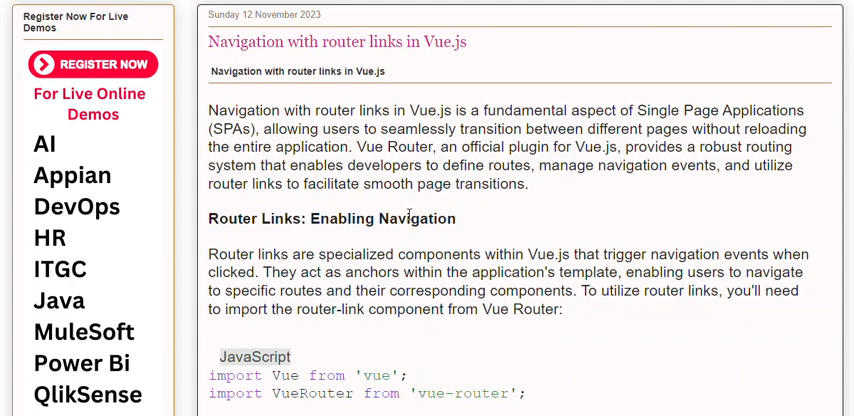 Register Now For Live
Demos
REGISTER NOW
For Live Online
Demos
AI
Appian
DevOps
HR
ITGC
Java
MuleSoft
Power Bi
QlikSense
Sunday 12 November 2023
Navigation with router links in Vue.js
Navigation with router links in Vue.js
Navigation with router links in Vue.js is a fundamental aspect of Single Page Applications
(SPAs), allowing users to seamlessly transition between different pages without reloading
the entire application. Vue Router, an official plugin for Vue.js, provides a robust routing
system that enables developers to define routes, manage navigation events, and utilize
router links to facilitate smooth page transitions.
Router Links: Enabling Navigation
Router links are specialized components within Vue.js that trigger navigation events when
clicked. They act as anchors within the application's template, enabling users to navigate
to specific routes and their corresponding components. To utilize router links, you'll need
to import the router-link component from Vue Router:
JavaScript
import Vue from 'vue';
import VueRouter from 'vue-router';